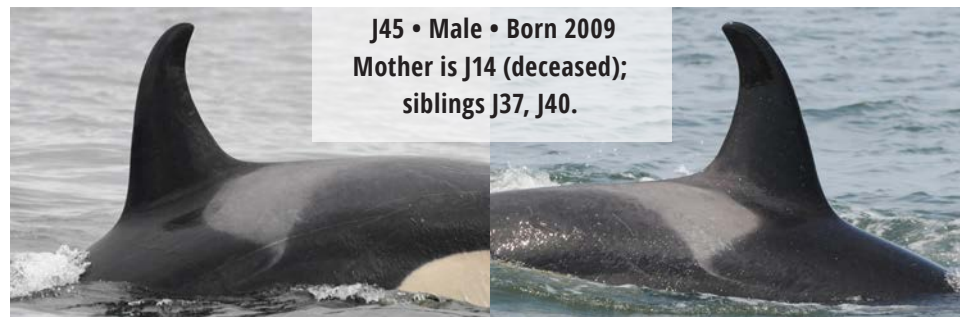 J45 • Male • Born 2009
Mother is J14 (deceased);
siblings J37, J40.